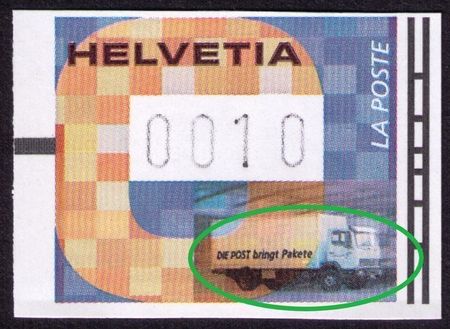 HELVETIA
0010
LA POSTE
DIE POST bringt Pakete